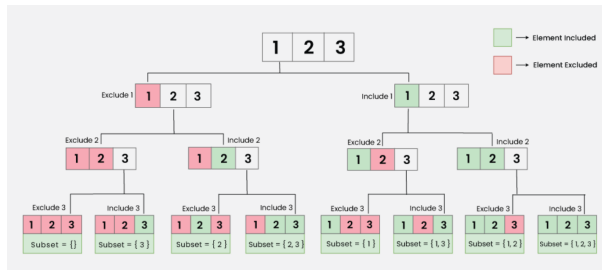 1 2 3
Element Included
Element Excluded
Exclude 1
1 2 3
Include 1
1 2 3
Exclude 2
1 2 3
Include 2
1 2 3
Exclude 2
1 2 3
Include 2
1 2 3
Exclude 3
1 2 3
Subset = {}
Include 3
1 2 3
Subset = { 3 }
Exclude 3
1 2 3
Subset = { 2 }
Include 3
1 2 3
Subset = { 2, 3 }
Exclude 3
1 2 3
Subset = { 1 }
Include 3
1 2 3
Subset = { 1, 3 }
Exclude 3
1 2 3
Subset = { 1, 2 }
Include 3
1 2 3
Subset = { 1, 2, 3 }